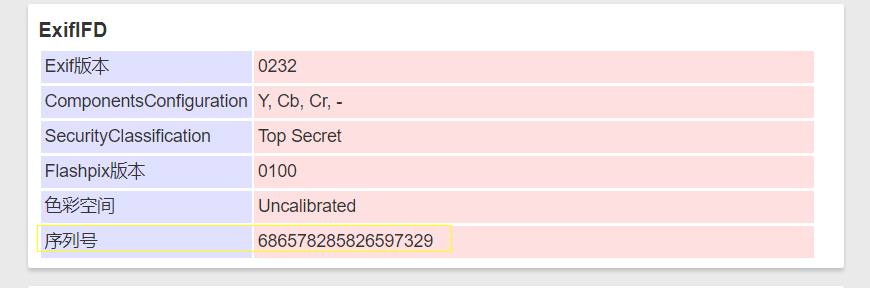 ExifIFD
Exif版本 0232
ComponentsConfiguration Y, Cb, Cr, -
SecurityClassification Top Secret
Flashpix版本 0100
色彩空间 Uncalibrated
序列号 686578285826597329